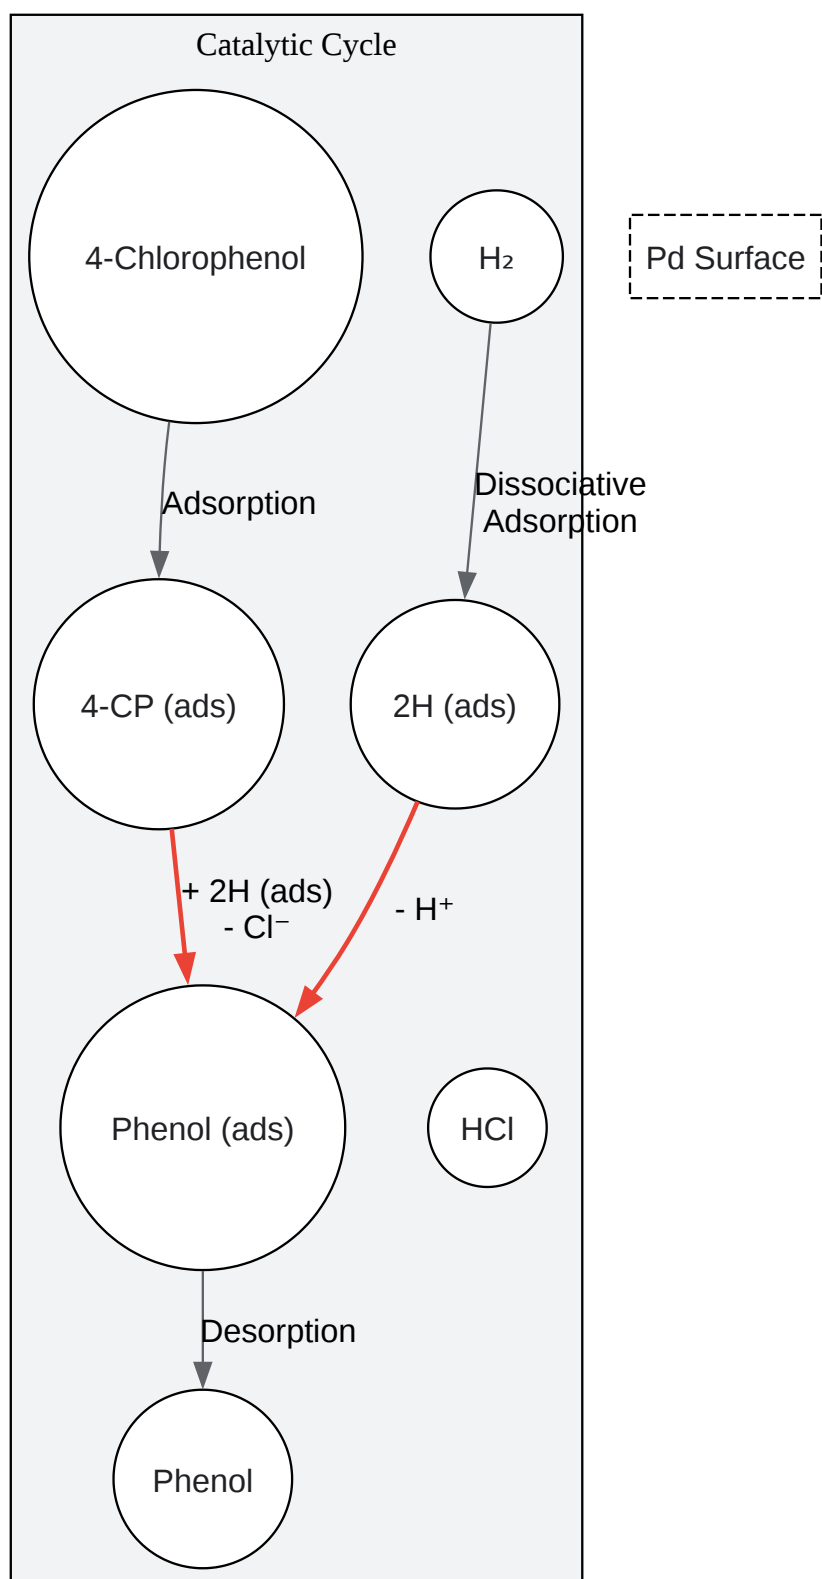 Catalytic Cycle
4-Chlorophenol
H₂
Pd Surface
Adsorption
Dissociative
Adsorption
4-CP (ads)
2H (ads)
+ 2H (ads)
- Cl⁻
- H⁺
Phenol (ads)
HCl
Desorption
Phenol